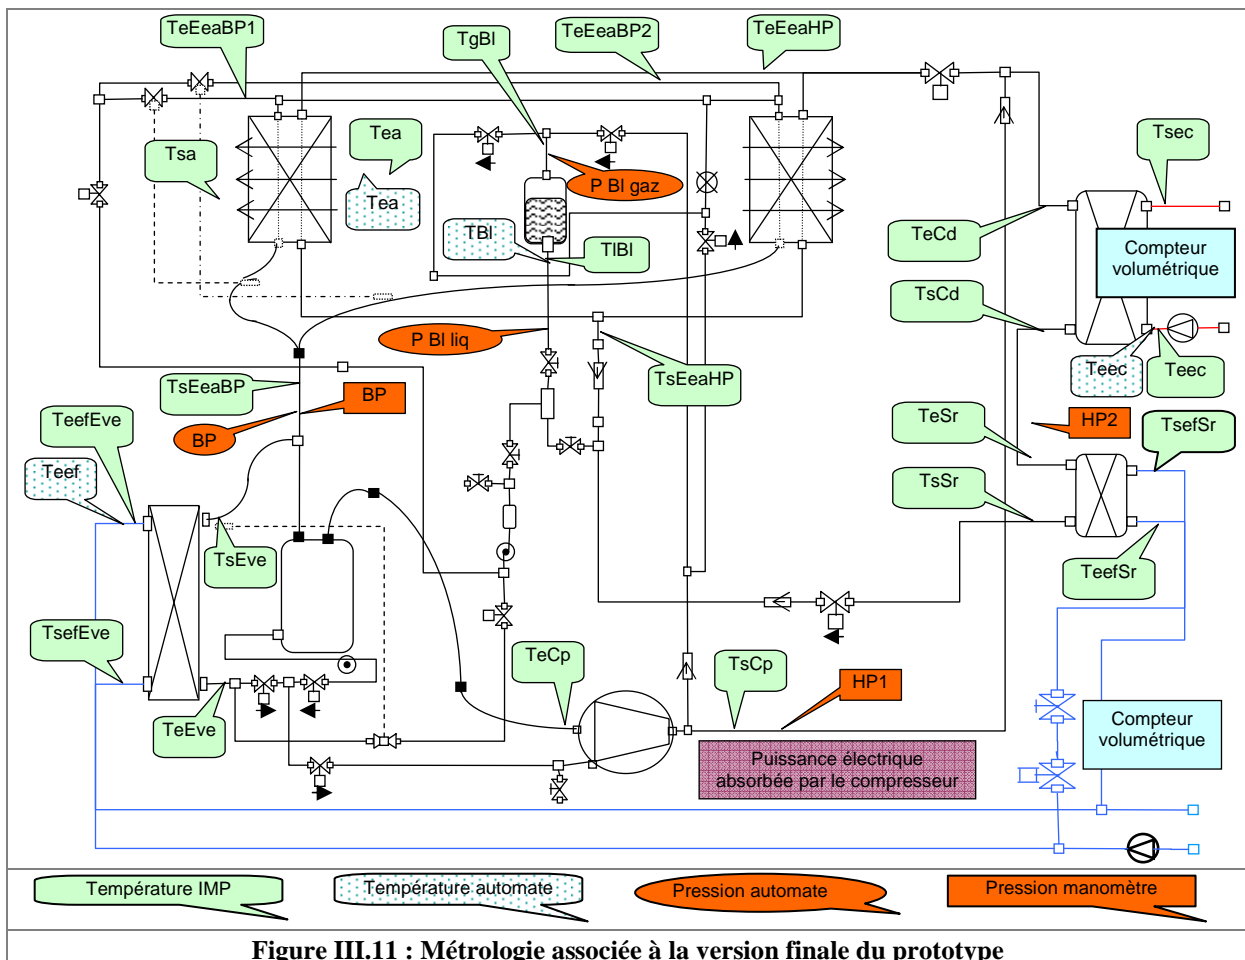 TeEeaBP1
TgBl
TeEeaBP2
TeEeaHP
Tsa
Tea
Tea
P Bl gaz
Tsec
TBl
TlBl
TeCd
Compteur
volumétrique
TsCd
P Bl liq
TsEeaHP
Teec
Teec
TsEeaBP
BP
BP
TeefEve
Teef
TeSr
HP2
TsefSr
TsSr
TsEve
TeefSr
TsefEve
TeCp
TsCp
HP1
TeEve
Compteur
volumétrique
Puissance électrique
absorbée par le compresseur
Température IMP
Température automate
Pression automate
Pression manomètre
Figure III.11 : Métrologie associée à la version finale du prototype